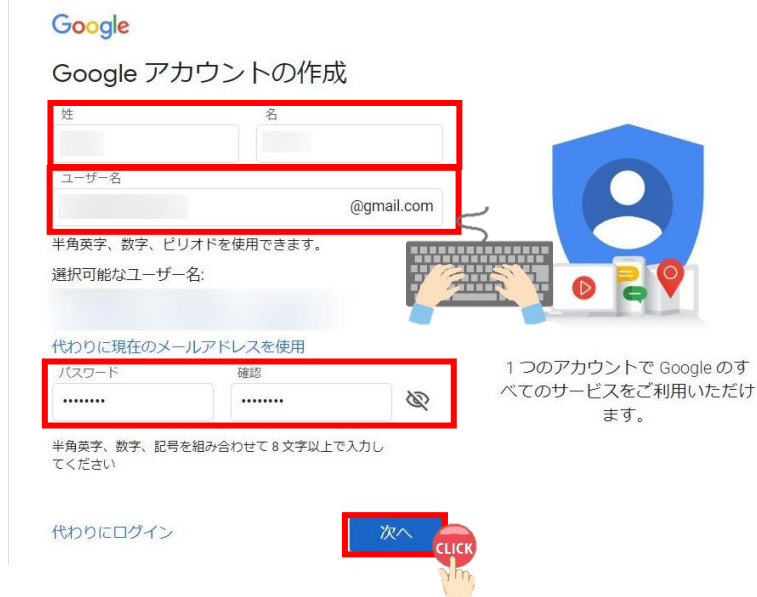 Google
Google アカウントの作成
姓 名
ユーザー名
@gmail.com
半角英字、数字、ピリオドを使用できます。
選択可能なユーザー名:
代わりに現在のメールアドレスを使用
パスワード 確認
•••••••• ••••••••
半角英字、数字、記号を組み合わせて 8 文字以上で入力し
てください
代わりにログイン 次へ
CLICK
1 つのアカウントで Google のす
べてのサービスをご利用いただけ
ます。